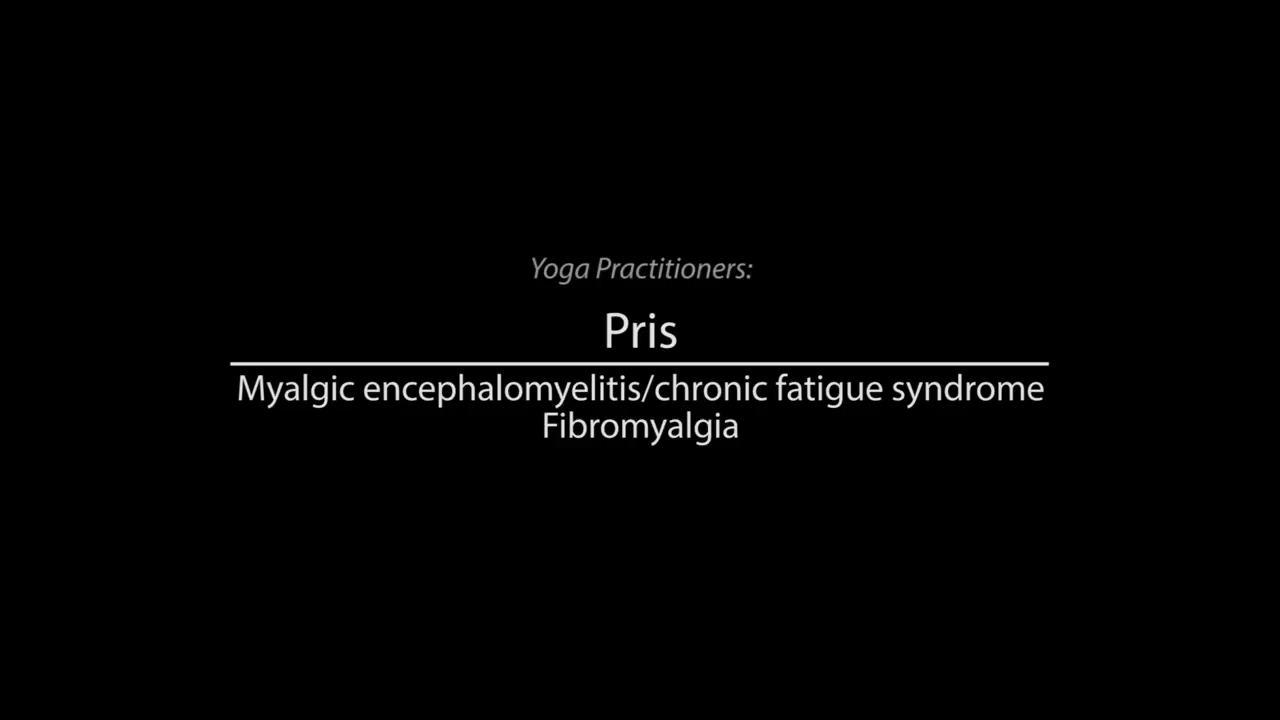 Yoga Practitioners:
Pris
Myalgic encephalomyelitis/chronic fatigue syndrome
Fibromyalgia